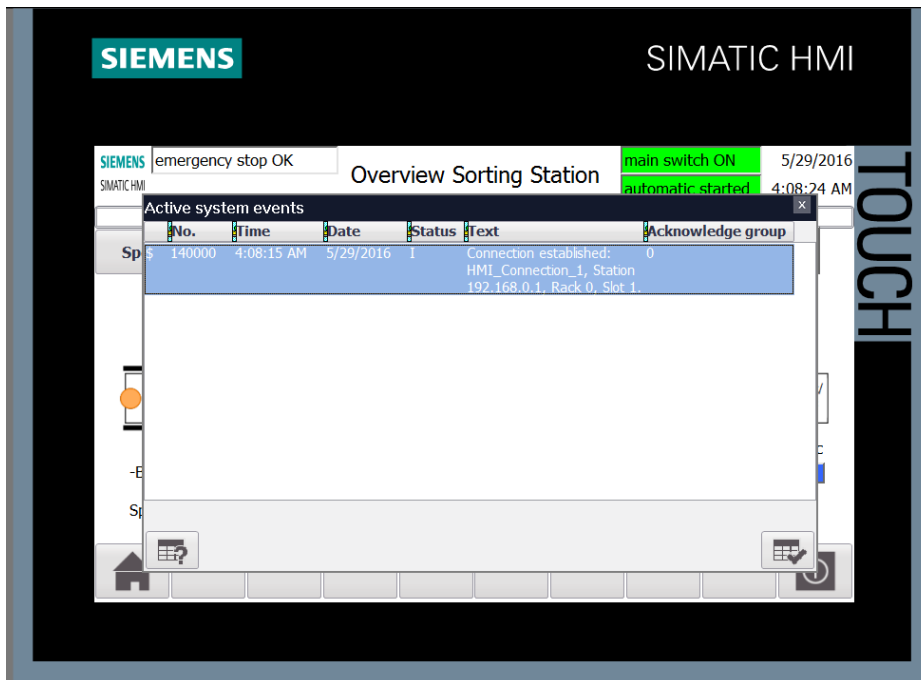 SIEMENS
SIMATIC HMI
TOUCH
SIEMENS
SIMATIC HMI
emergency stop OK
Overview Sorting Station
main switch ON
automatic started
5/29/2016
4:08:24 AM
Active system events
x
No. Time Date Status Text Acknowledge group
$ 140000 4:08:15 AM 5/29/2016 I Connection established: 0
HMI_Connection_1, Station
192.168.0.1, Rack 0, Slot 1.